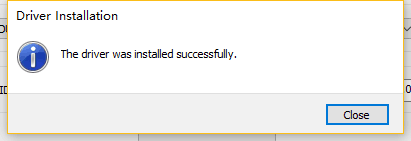 Driver Installation
The driver was installed successfully.
Close